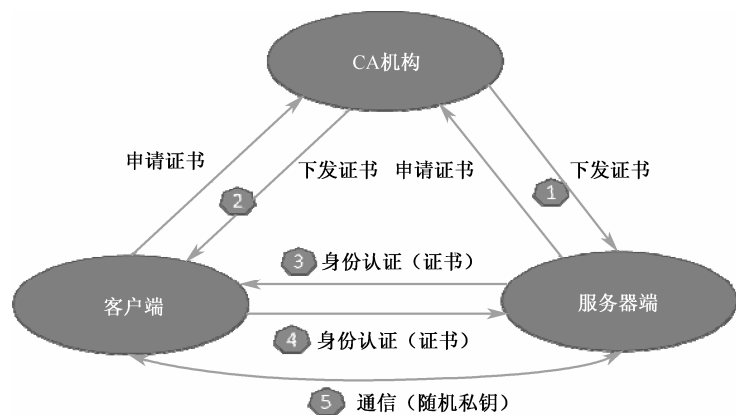 CA机构
申请证书
下发证书
申请证书
下发证书
2
1
3 身份认证（证书）
客户端
服务器端
4 身份认证（证书）
5 通信（随机私钥）